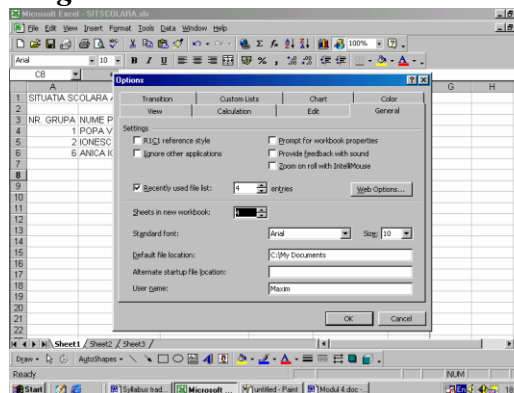 Microsoft Excel - SITSCOLARA.xls
File Edit View Insert Format Tools Data Window Help
100%
Arial 10 B I U
C8
Options
A G H
1 SITUATIA SCOLARA
2
3 NR. GRUPA NUME P
4 1 POPA V
5 2 IONESC
6 6 ANICA IO
7
8
9
10
11
12
13
14
15
16
17
18
19
20
21
22
Transition Custom Lists Chart Color
View Calculation Edit General
Settings
R1C1 reference style Prompt for workbook properties
Ignore other applications Provide feedback with sound
Zoom on roll with IntelliMouse
Recently used file list: 4 entries Web Options...
Sheets in new workbook:
Standard font: Arial Size: 10
Default file location: C:\My Documents
Alternate startup file location:
User name: Maxim
OK Cancel
Sheet1 Sheet2 Sheet3
Draw AutoShapes
Ready NUM
Start Syllabus trad... Microsoft ... untitled - Paint Modul 4.doc -... 18